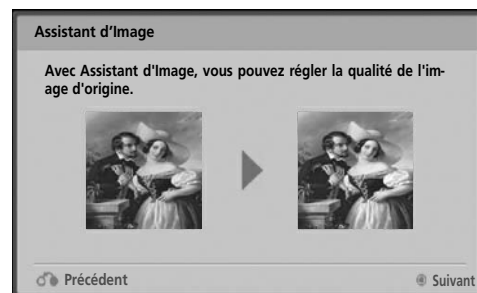 Assistant d'Image
Avec Assistant d'Image, vous pouvez régler la qualité de l'im-
age d'origine.
Précédent
Suivant